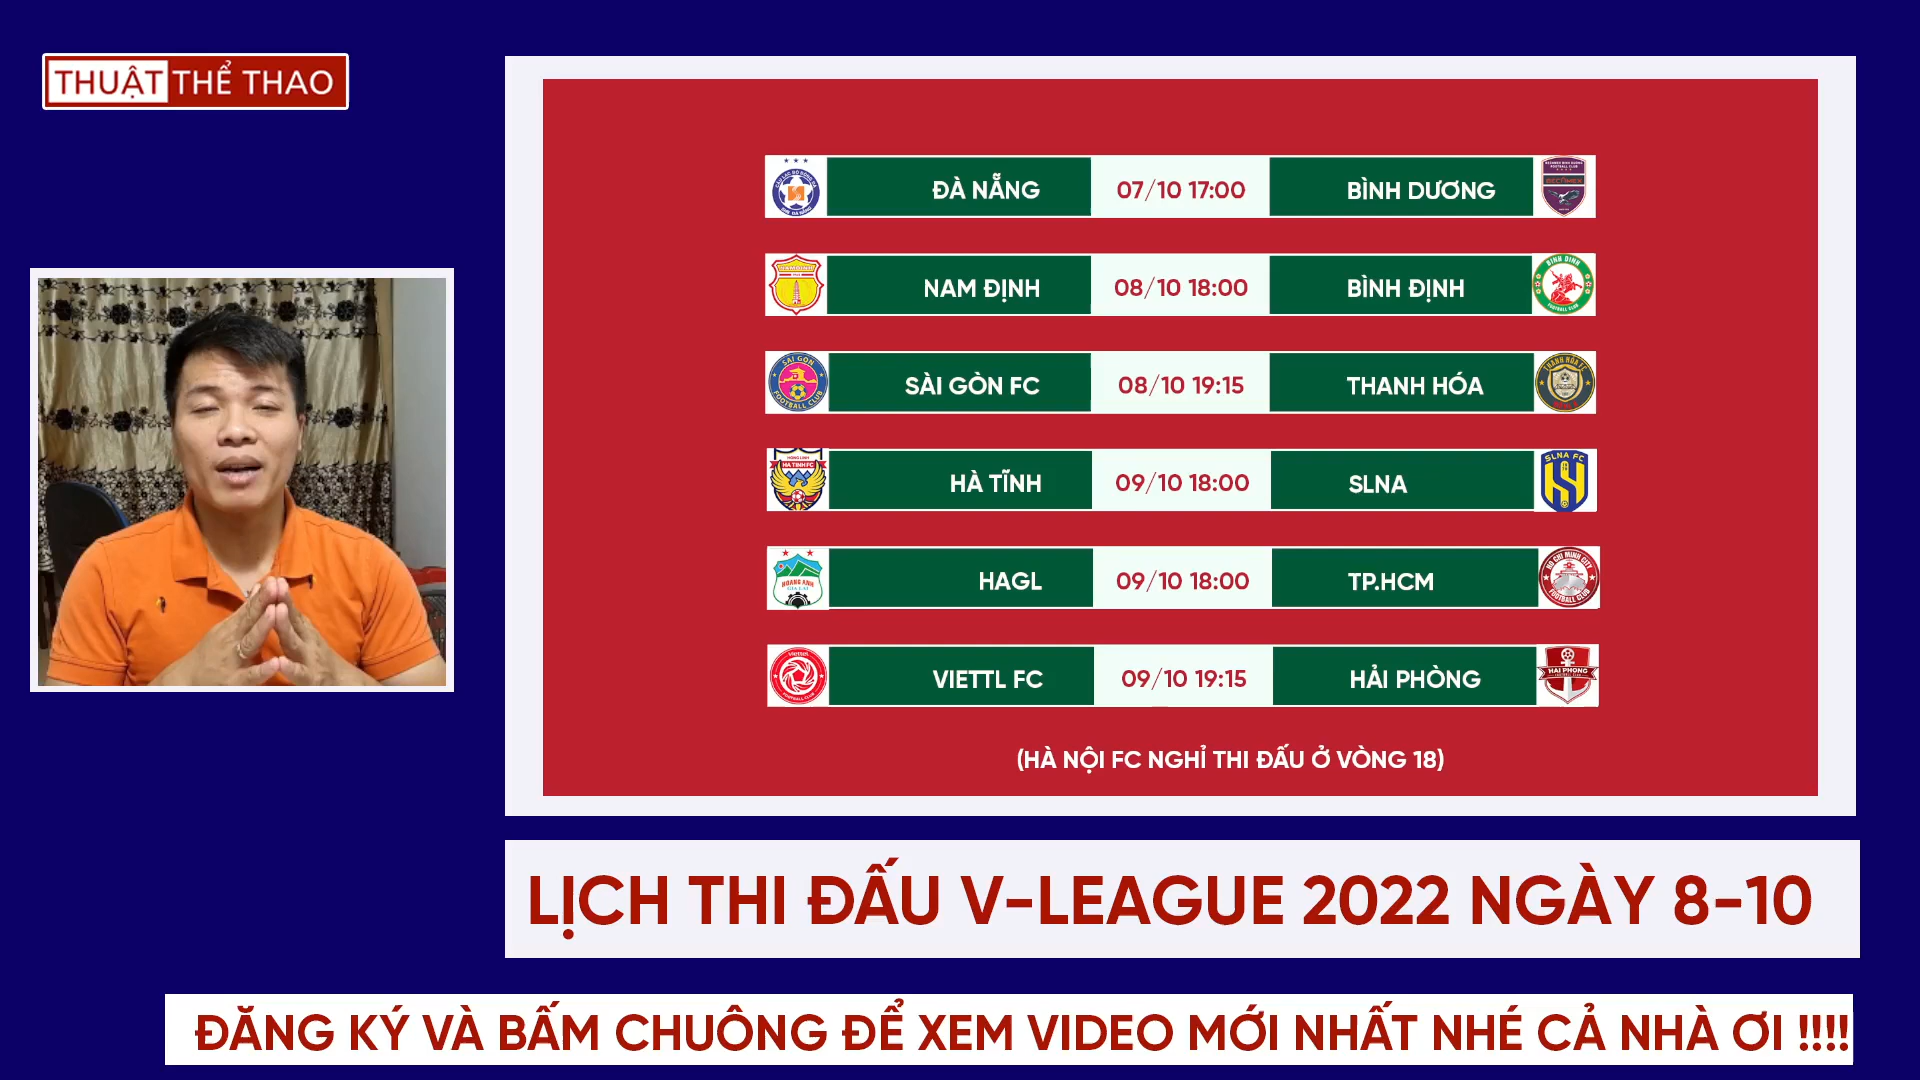 THUẬT THỂ THAO
ĐÀ NẴNG 07/10 17:00 BÌNH DƯƠNG
NAM ĐỊNH 08/10 18:00 BÌNH ĐỊNH
SÀI GÒN FC 08/10 19:15 THANH HÓA
HÀ TĨNH 09/10 18:00 SLNA
SLNA FC
HAGL 09/10 18:00 TP.HCM
VIETTL FC 09/10 19:15 HẢI PHÒNG
(HÀ NỘI FC NGHỈ THI ĐẤU Ở VÒNG 18)
LỊCH THI ĐẤU V-LEAGUE 2022 NGÀY 8-10
ĐĂNG KÝ VÀ BẤM CHUÔNG ĐỂ XEM VIDEO MỚI NHẤT NHÉ CẢ NHÀ ƠI !!!!